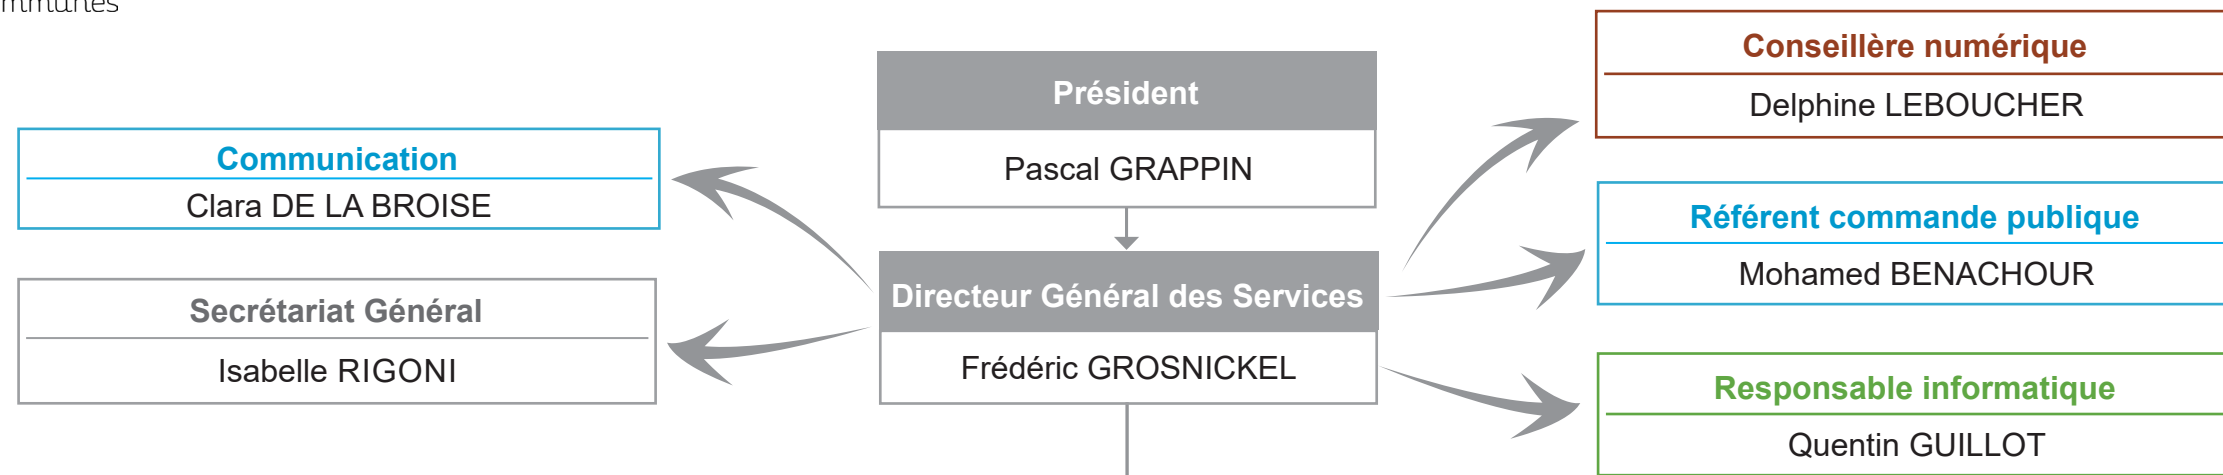 Président
Pascal GRAPPIN
Communication
Clara DE LA BROISE
Secrétariat Général
Isabelle RIGONI
Directeur Général des Services
Frédéric GROSNICKEL
Conseillère numérique
Delphine LEBOUCHER
Référent commande publique
Mohamed BENACHOUR
Responsable informatique
Quentin GUILLOT